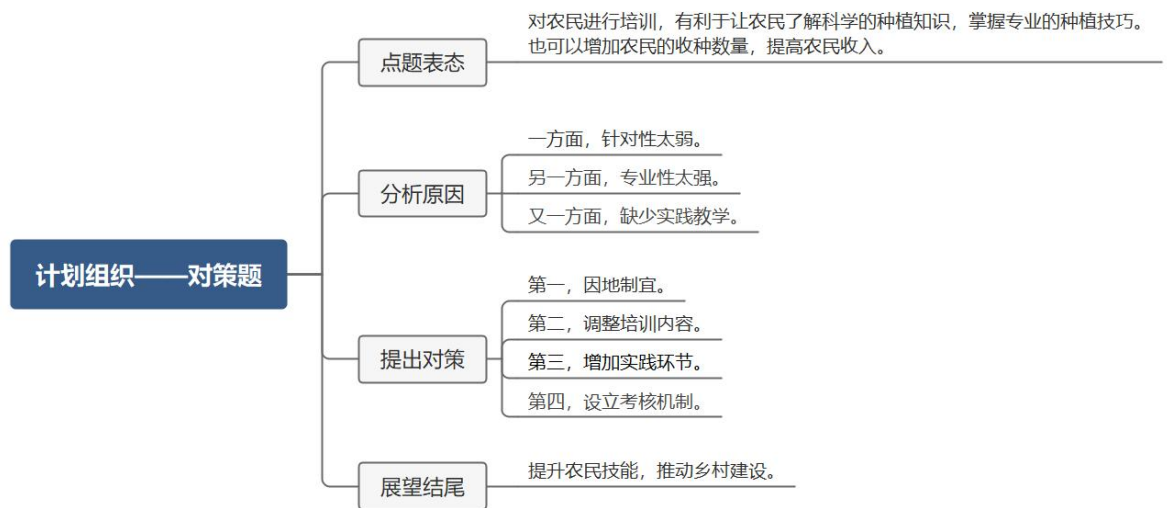 计划组织——对策题
点题表态
对农民进行培训，有利于让农民了解科学的种植知识，掌握专业的种植技巧。
也可以增加农民的收种数量，提高农民收入。
分析原因
一方面，针对性太弱。
另一方面，专业性太强。
又一方面，缺少实践教学。
提出对策
第一，因地制宜。
第二，调整培训内容。
第三，增加实践环节。
第四，设立考核机制。
展望结尾
提升农民技能，推动乡村建设。